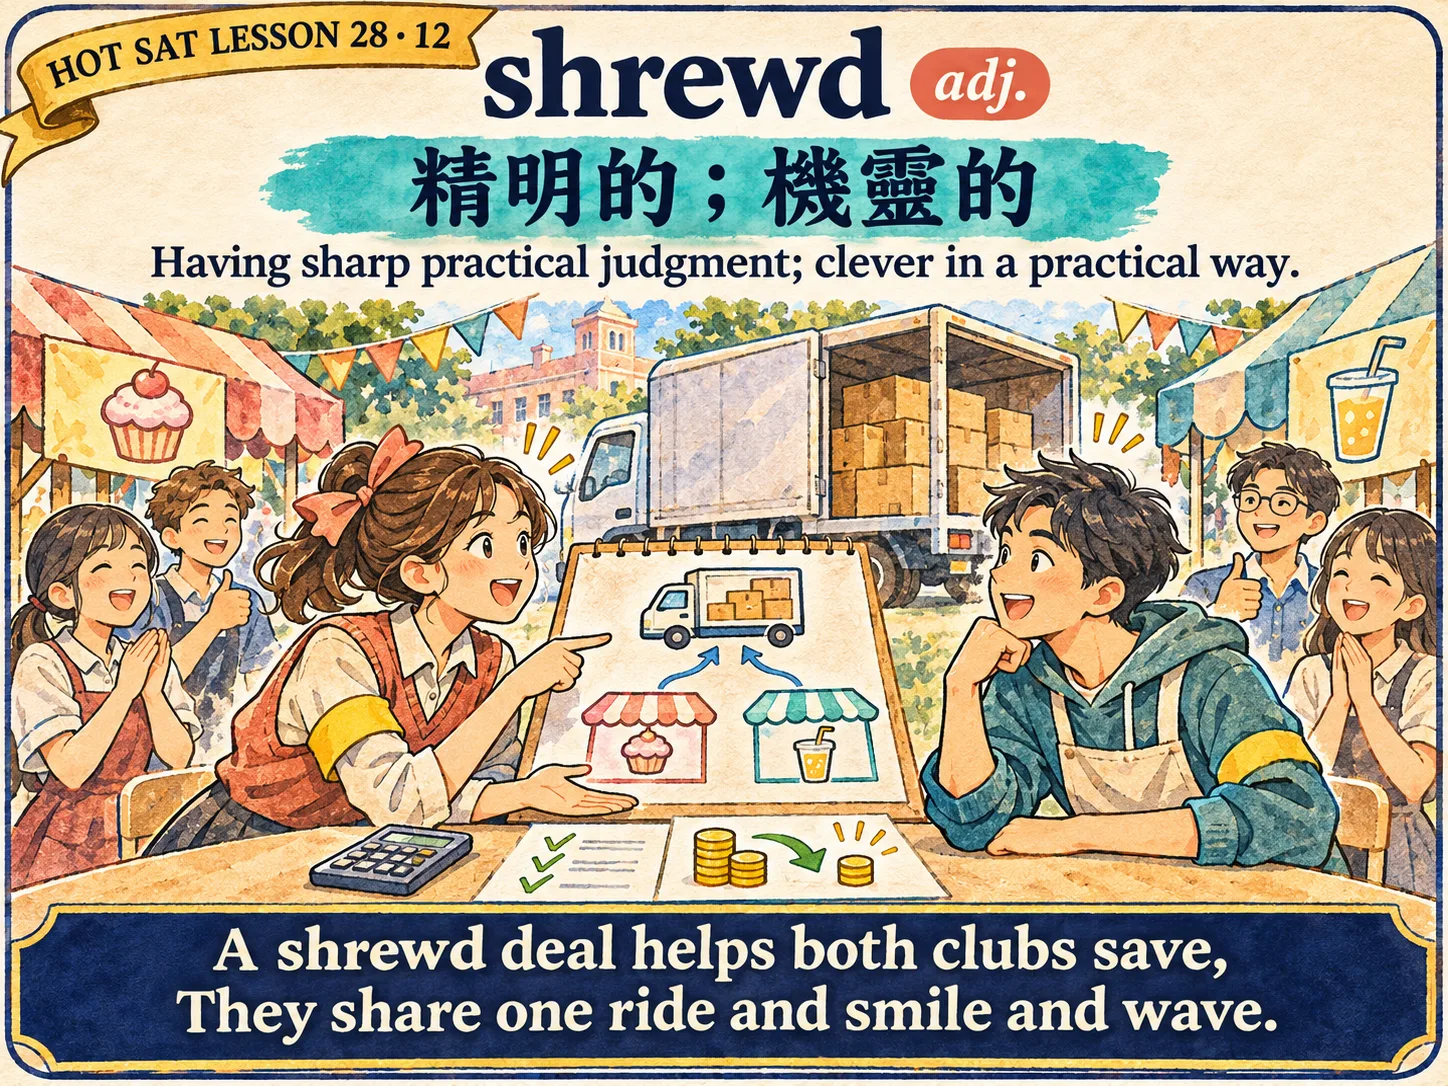 HOT SAT LESSON 28 · 12
shrewd adj.
精明的；機靈的
Having sharp practical judgment; clever in a practical way.
A shrewd deal helps both clubs save,
They share one ride and smile and wave.